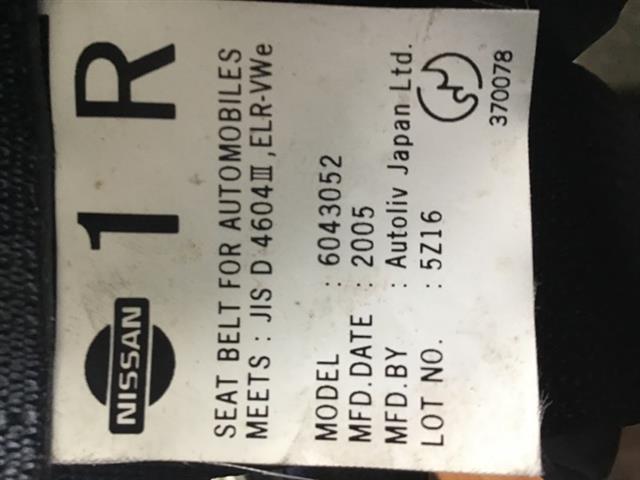 NISSAN
1 R
SEAT BELT FOR AUTOMOBILES
MEETS : JIS D 4604Ⅲ, ELR-VWe
MODEL : 6043052
MFD.DATE : 2005
MFD.BY : Autoliv Japan Ltd.
LOT NO. : 5Z16
370078